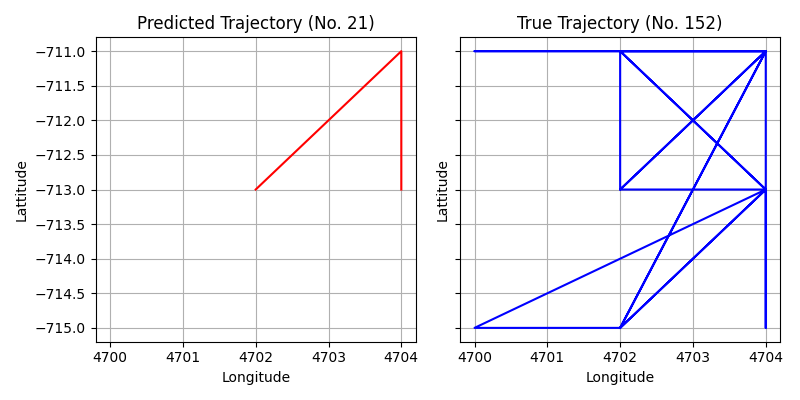 Predicted Trajectory (No. 21)
−711.0
−711.5
−712.0
−712.5
−713.0
−713.5
−714.0
−714.5
−715.0
Lattitude
4700 4701 4702 4703 4704
Longitude
True Trajectory (No. 152)
Lattitude
4700 4701 4702 4703 4704
Longitude